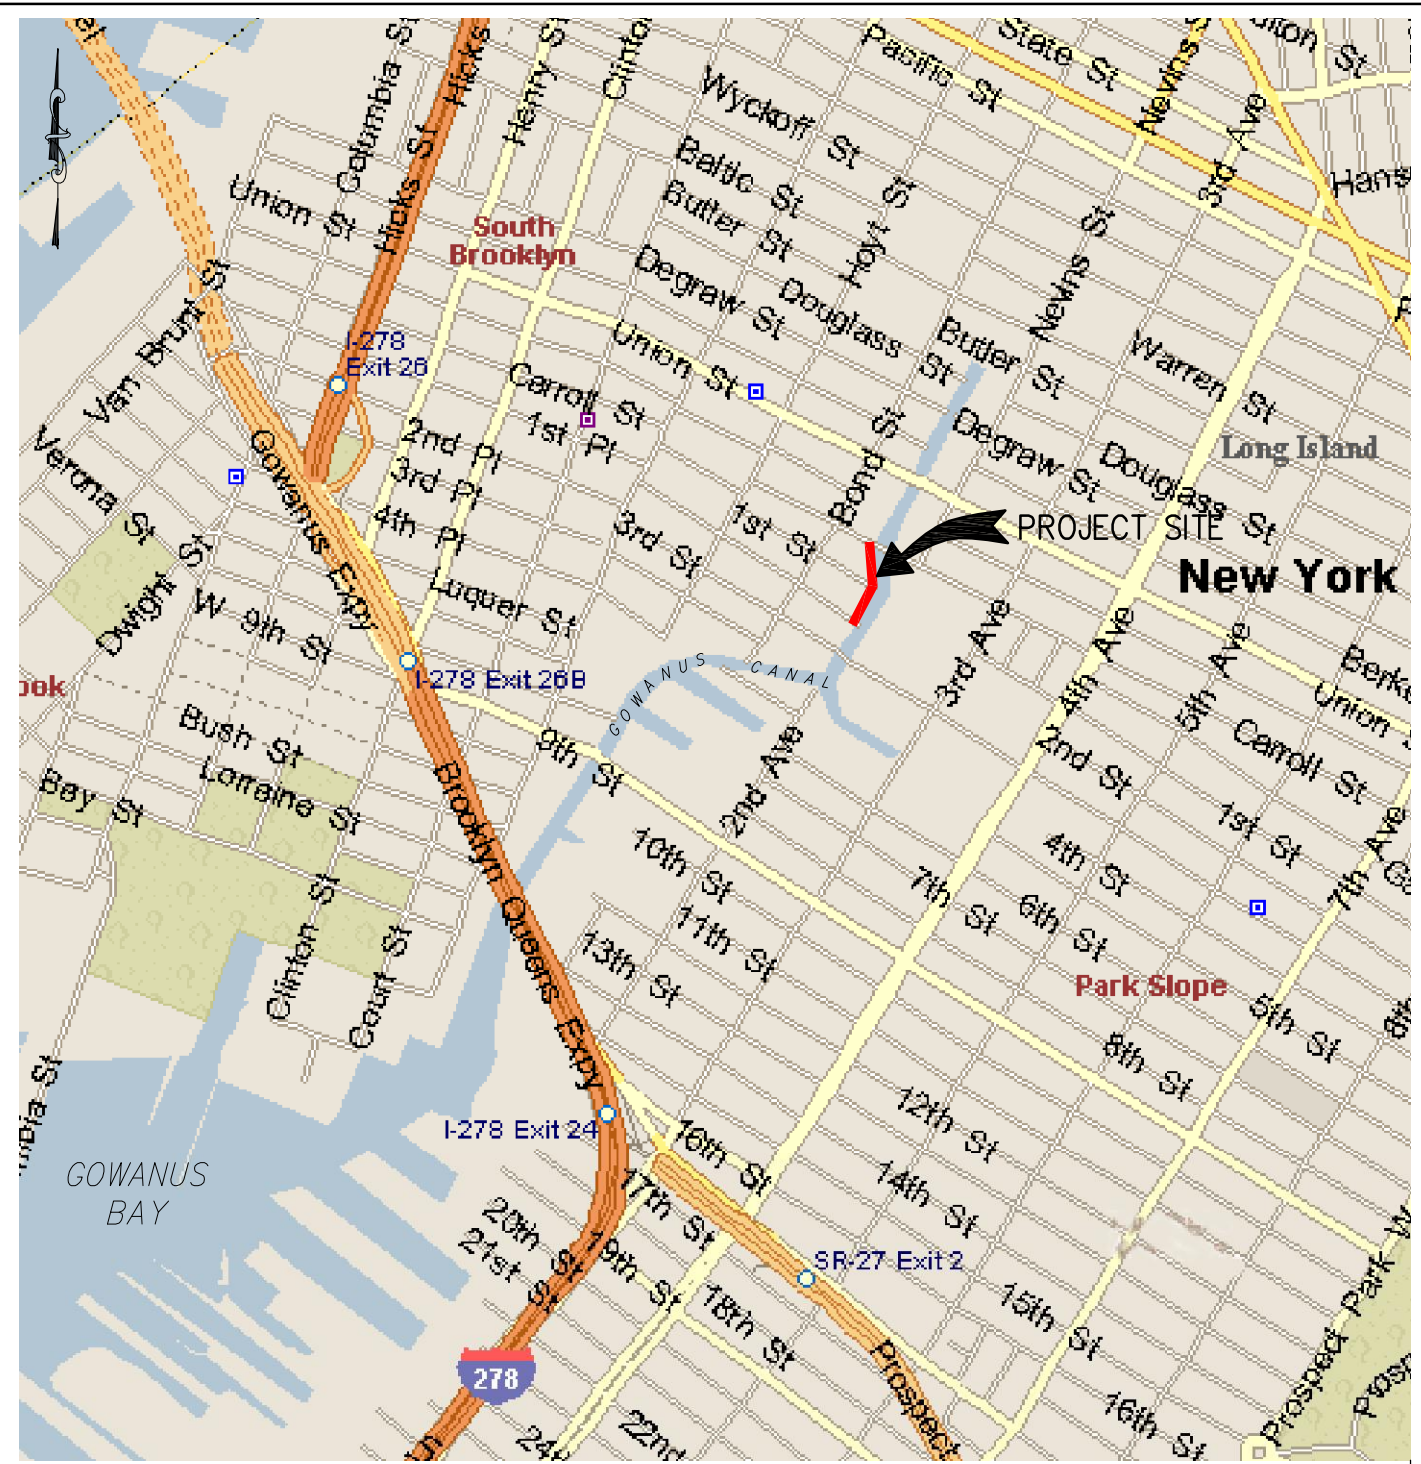 Columbia St
Hicks
Henry St
Clinto
Pacific St
State St
Nevins S
ulton St
3rd Ave
Wyckoff St
Hicks St
Baltic St
Butler St
Hoyt St
Hans
Union St
South
Brooklyn
Nevins St
Degraw St
Douglass St
Van Brunt St
I-278
Exit 26
Union St
Butler St
Warren St
Carroll St
1st Pl
2nd Pl
3rd Pl
4th Pl
Verona St
Gowanus Expy
Bond St
Degraw St
Douglass St
Long Island
1st St
3rd St
PROJECT SITE
New York
Dwight St
W 9th St
Luquer St
3rd Ave
4th Ave
5th Ave
Berke
Union S
ook
I-278 Exit 26B
GOWANUS CANAL
Bush St
Lorraine St
Bay St
9th St
2nd Ave
2nd St
Carroll St
Brooklyn Queens Expy
1st St
7th Ave
10th St
4th St
7th St
6th St
11th St
Clinton St
Court St
13th St
Park Slope
5th St
8th St
mbia St
I-278 Exit 24
12th St
16th St
14th St
GOWANUS
BAY
17th St
20th St
21st St
19th St
SR-27 Exit 2
18th St
15th St
Prospect Park W
278
Prospect
16th St
22nd
Prosp